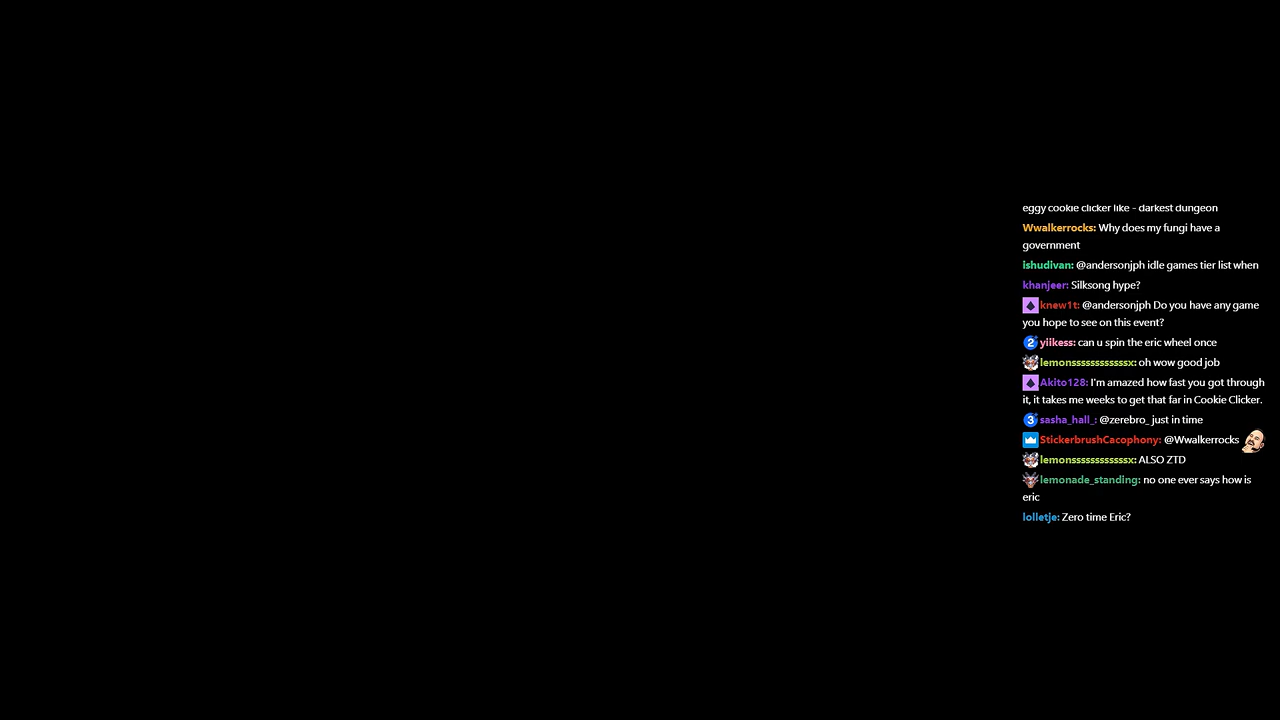 eggy cookie clicker like - darkest dungeon
Wwalkerrocks: Why does my fungi have a
government
ishudivan: @andersonjph idle games tier list when
khanjeer: Silksong hype?
knew1t: @andersonjph Do you have any game
you hope to see on this event?
2 yiikess: can u spin the eric wheel once
lemonsssssssssssx: oh wow good job
Akito128: I'm amazed how fast you got through
it, it takes me weeks to get that far in Cookie Clicker.
3 sasha_hall_: @zerebro_ just in time
StickerbrushCacophony: @Wwalkerrocks
lemonsssssssssssx: ALSO ZTD
lemonade_standing: no one ever says how is
eric
lolletje: Zero time Eric?